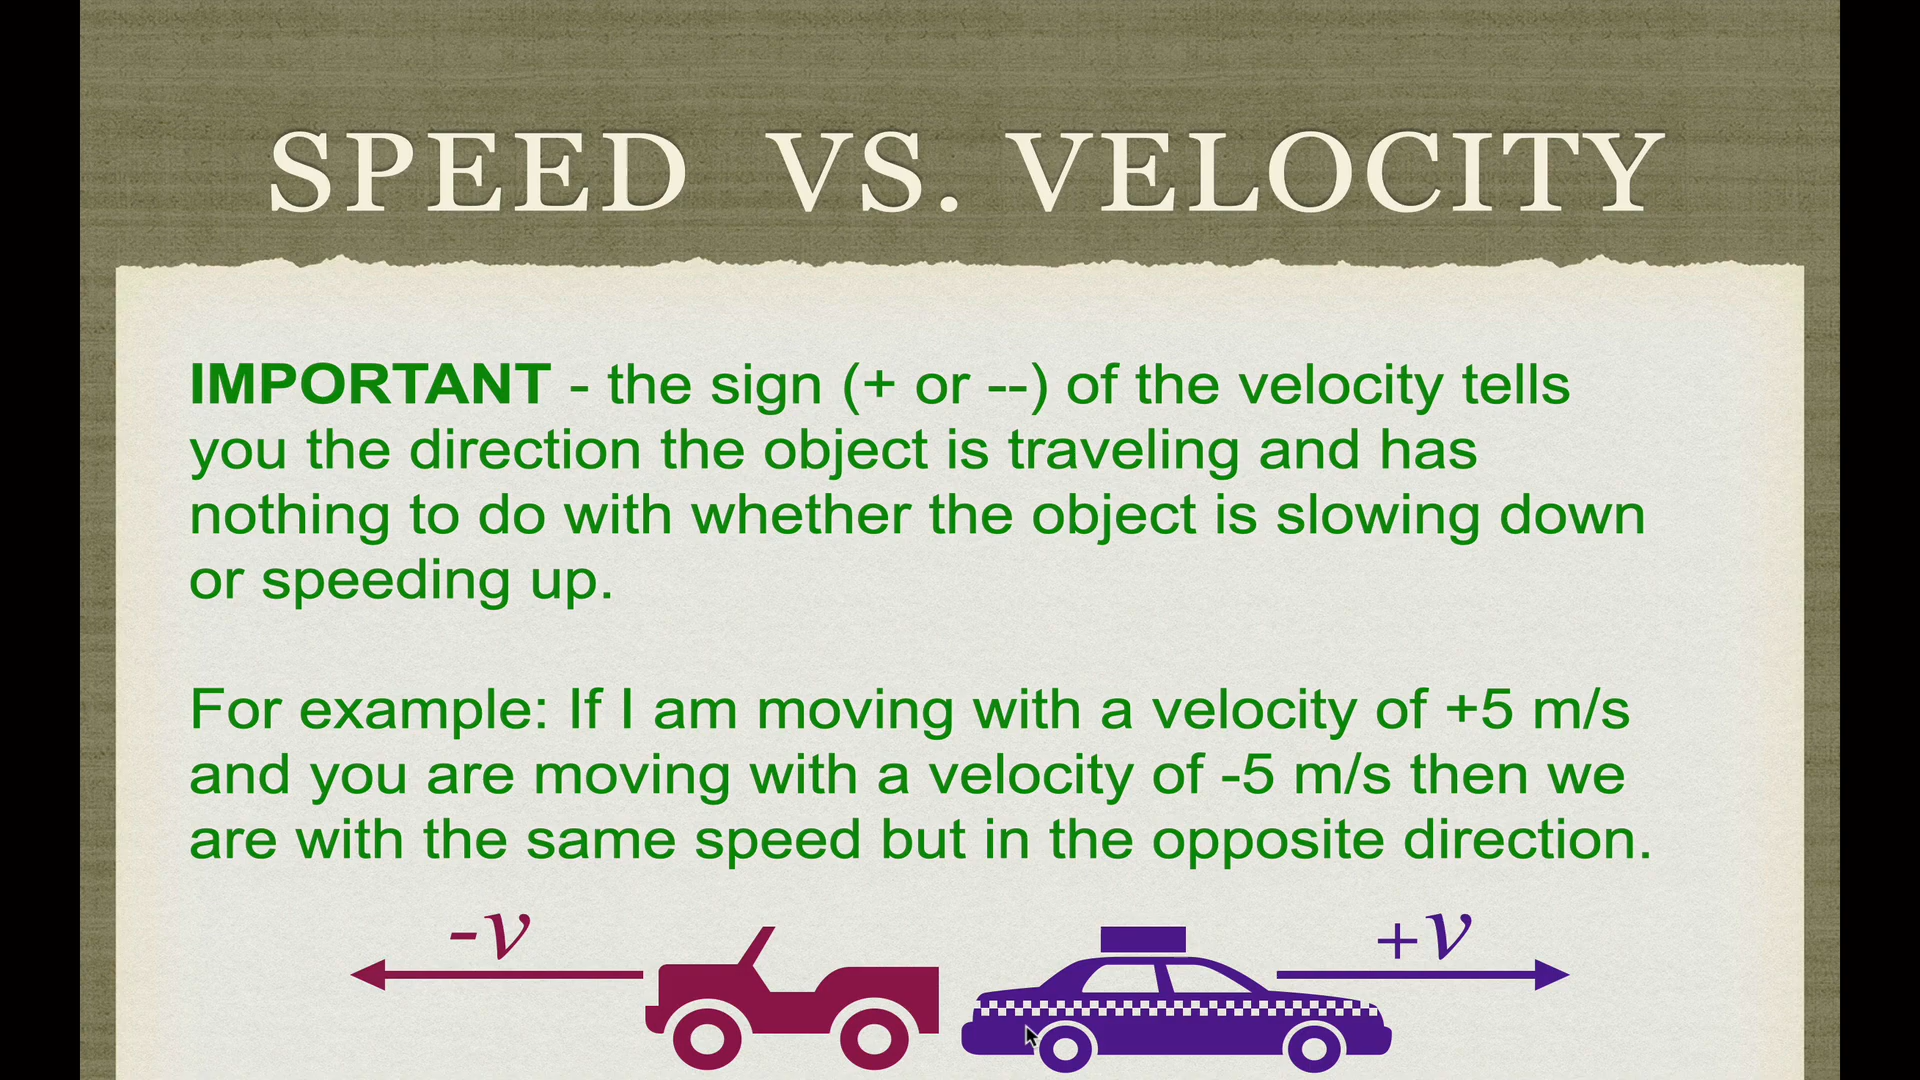 SPEED VS. VELOCITY
IMPORTANT - the sign (+ or --) of the velocity tells
you the direction the object is traveling and has
nothing to do with whether the object is slowing down
or speeding up.
For example: If I am moving with a velocity of +5 m/s
and you are moving with a velocity of -5 m/s then we
are with the same speed but in the opposite direction.
-v
+v